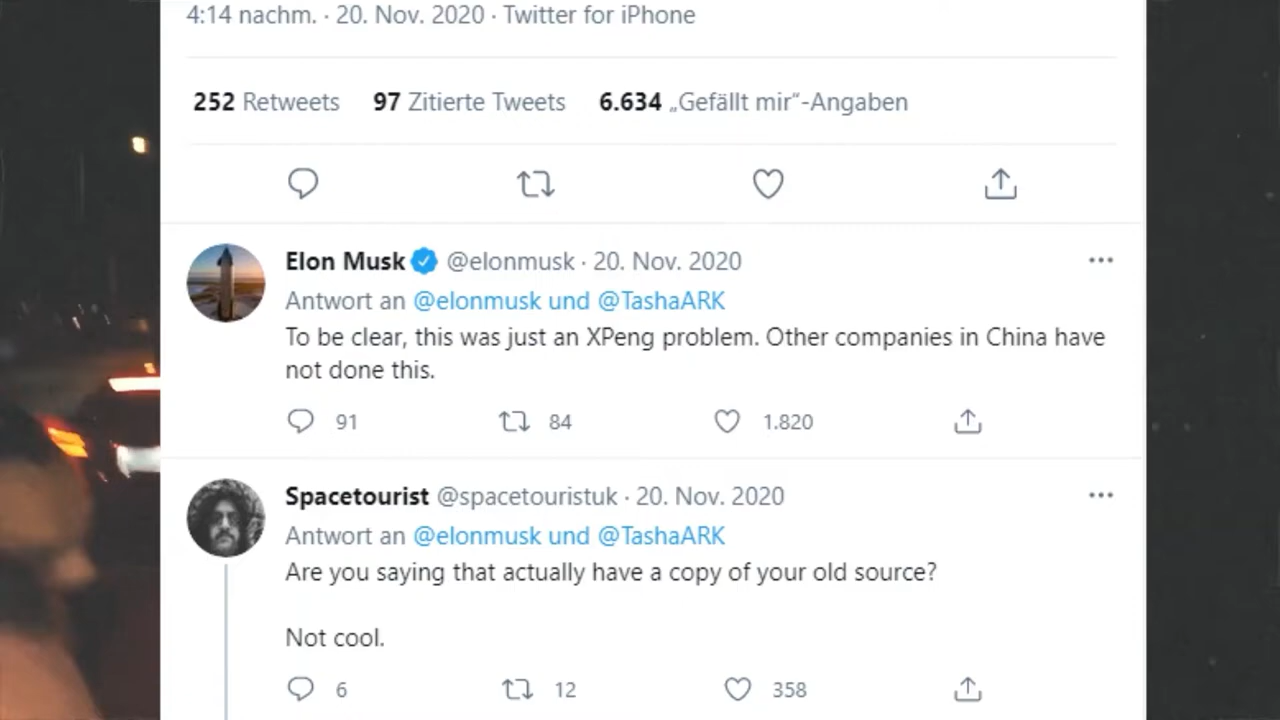 4:14 nachm. · 20. Nov. 2020 · Twitter for iPhone
252 Retweets 97 Zitierte Tweets 6.634 „Gefällt mir“-Angaben
Elon Musk @elonmusk · 20. Nov. 2020
Antwort an @elonmusk und @TashaARK
To be clear, this was just an XPeng problem. Other companies in China have
not done this.
91 84 1.820
Spacetourist @spacetouristuk · 20. Nov. 2020
Antwort an @elonmusk und @TashaARK
Are you saying that actually have a copy of your old source?
Not cool.
6 12 358